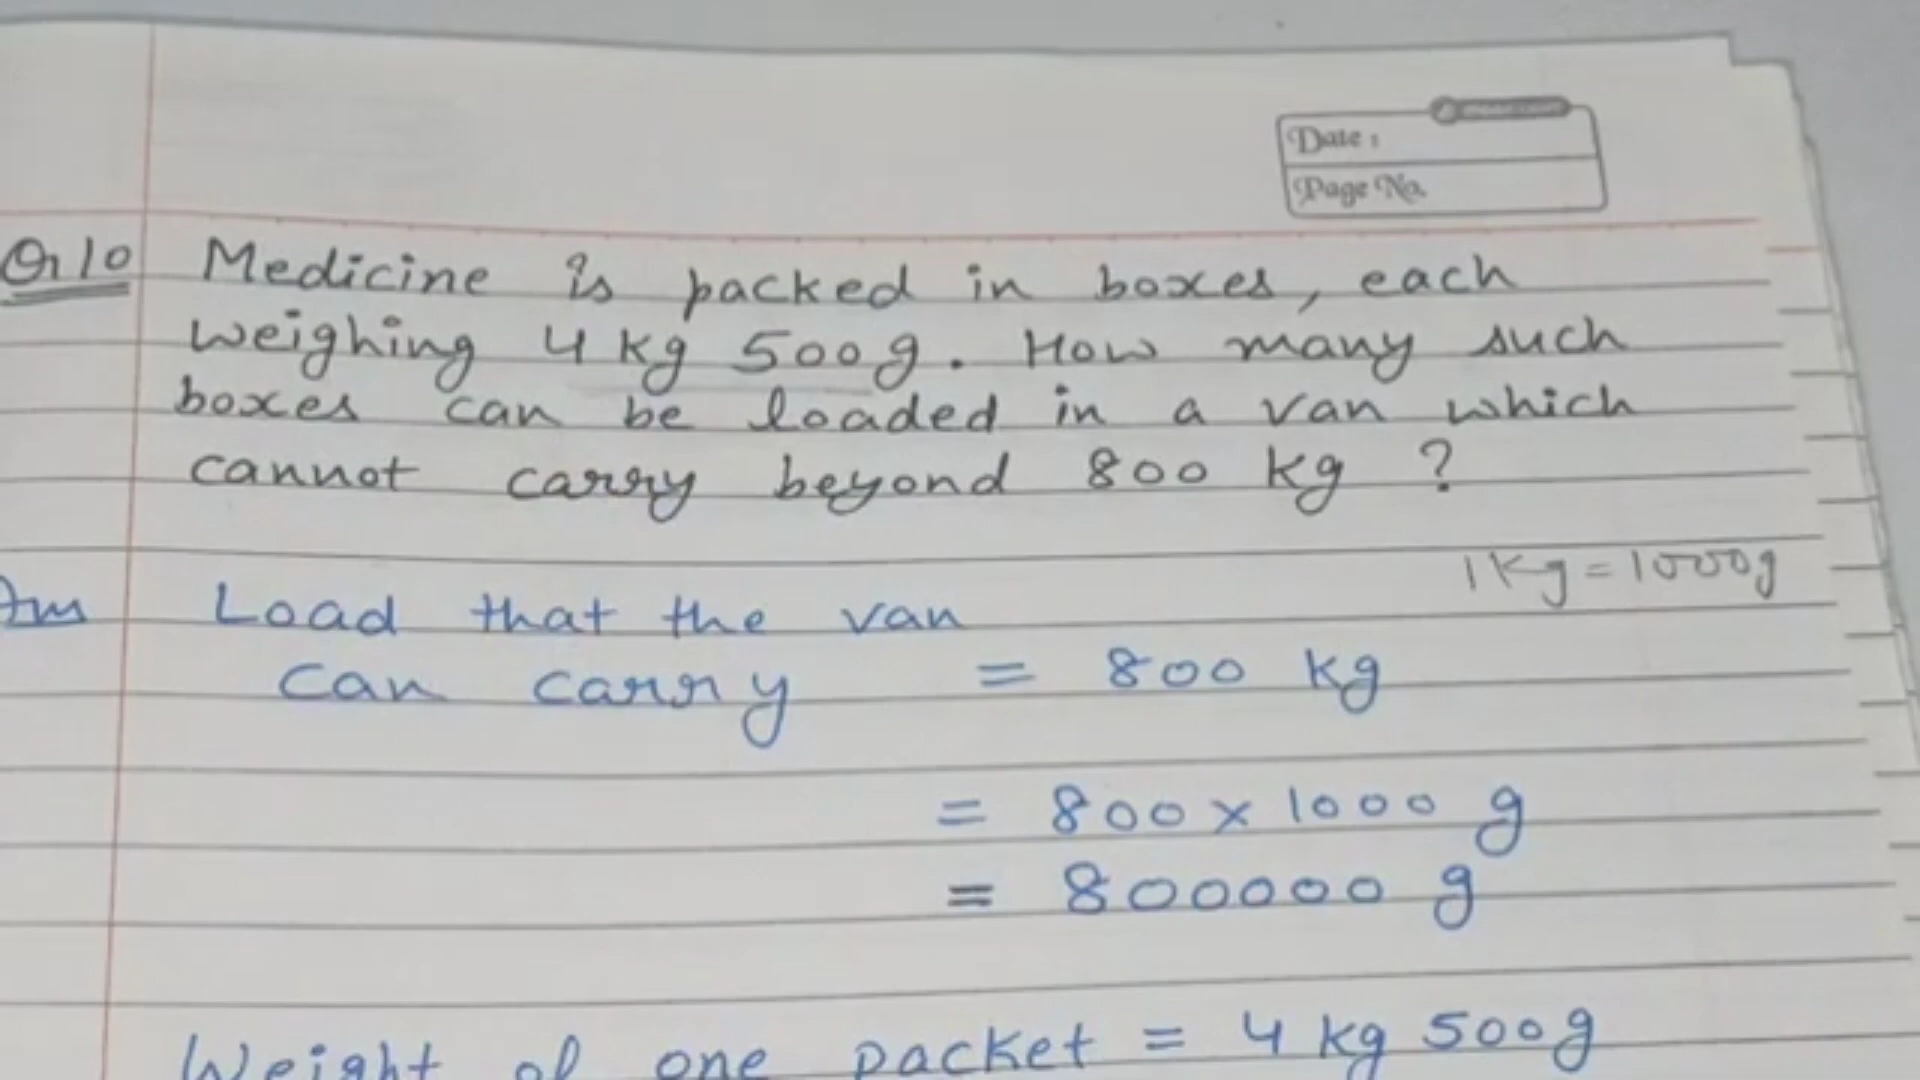 Date :
Page No.
Q.10 Medicine is packed in boxes, each
weighing 4 kg 500g. How many such
boxes can be loaded in a van which
cannot carry beyond 800 kg ?
1 Kg = 1000g
Ans Load that the van
can carry = 800 kg
= 800 x 1000 g
= 800000 g
Weight of one packet = 4 kg 500g